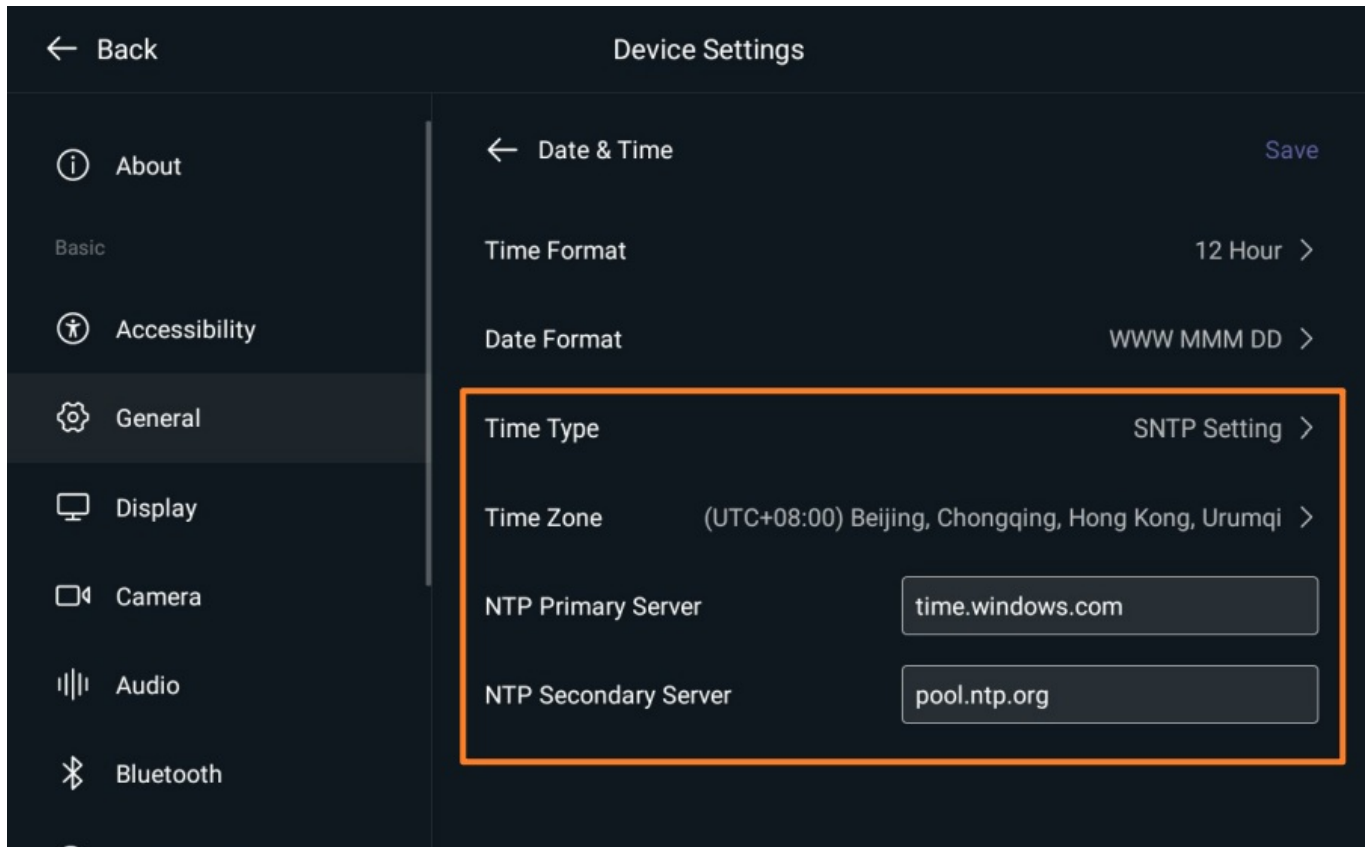 Back
Device Settings
About
Basic
Accessibility
General
Display
Camera
Audio
Bluetooth
Date & Time
Save
Time Format
12 Hour
Date Format
WWW MMM DD
Time Type
SNTP Setting
Time Zone
(UTC+08:00) Beijing, Chongqing, Hong Kong, Urumqi
NTP Primary Server
time.windows.com
NTP Secondary Server
pool.ntp.org